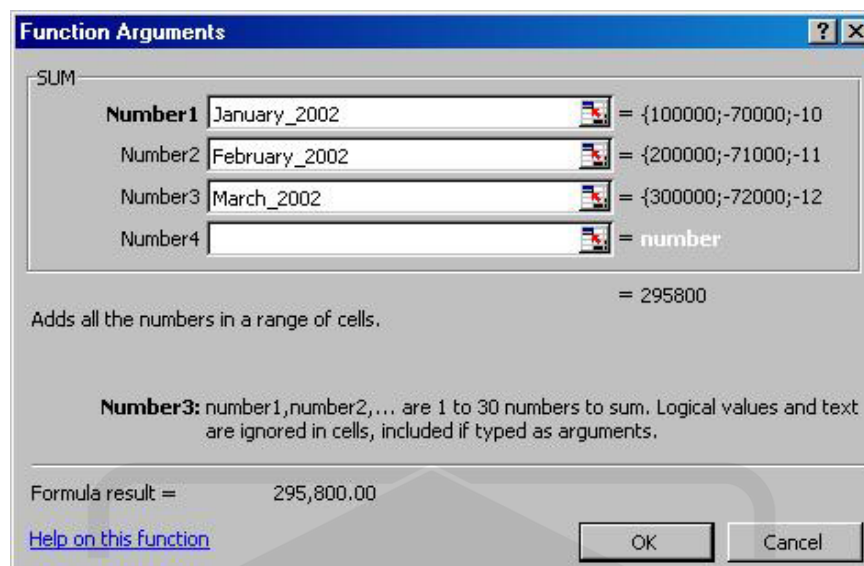 Function Arguments
SUM
Number1 January_2002 = {100000;-70000;-10
Number2 February_2002 = {200000;-71000;-11
Number3 March_2002 = {300000;-72000;-12
Number4 = number
= 295800
Adds all the numbers in a range of cells.
Number3: number1,number2,... are 1 to 30 numbers to sum. Logical values and text
are ignored in cells, included if typed as arguments.
Formula result = 295,800.00
Help on this function OK Cancel